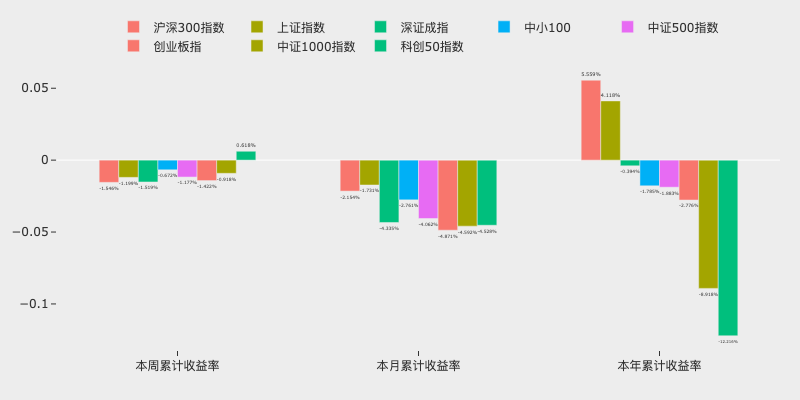 沪深300指数 上证指数 深证成指 中小100 中证500指数
创业板指 中证1000指数 科创50指数
5.559%
0.05
4.118%
0.618%
0
-0.394%
-0.672%
-1.546% -1.199% -1.519% -1.177% -1.422% -0.918%
-2.154% -1.731% -1.785% -1.863%
-2.761% -2.776%
-4.335% -4.062% -4.871% -4.592% -4.528%
−0.05
-8.918%
−0.1
-12.216%
本周累计收益率 本月累计收益率 本年累计收益率